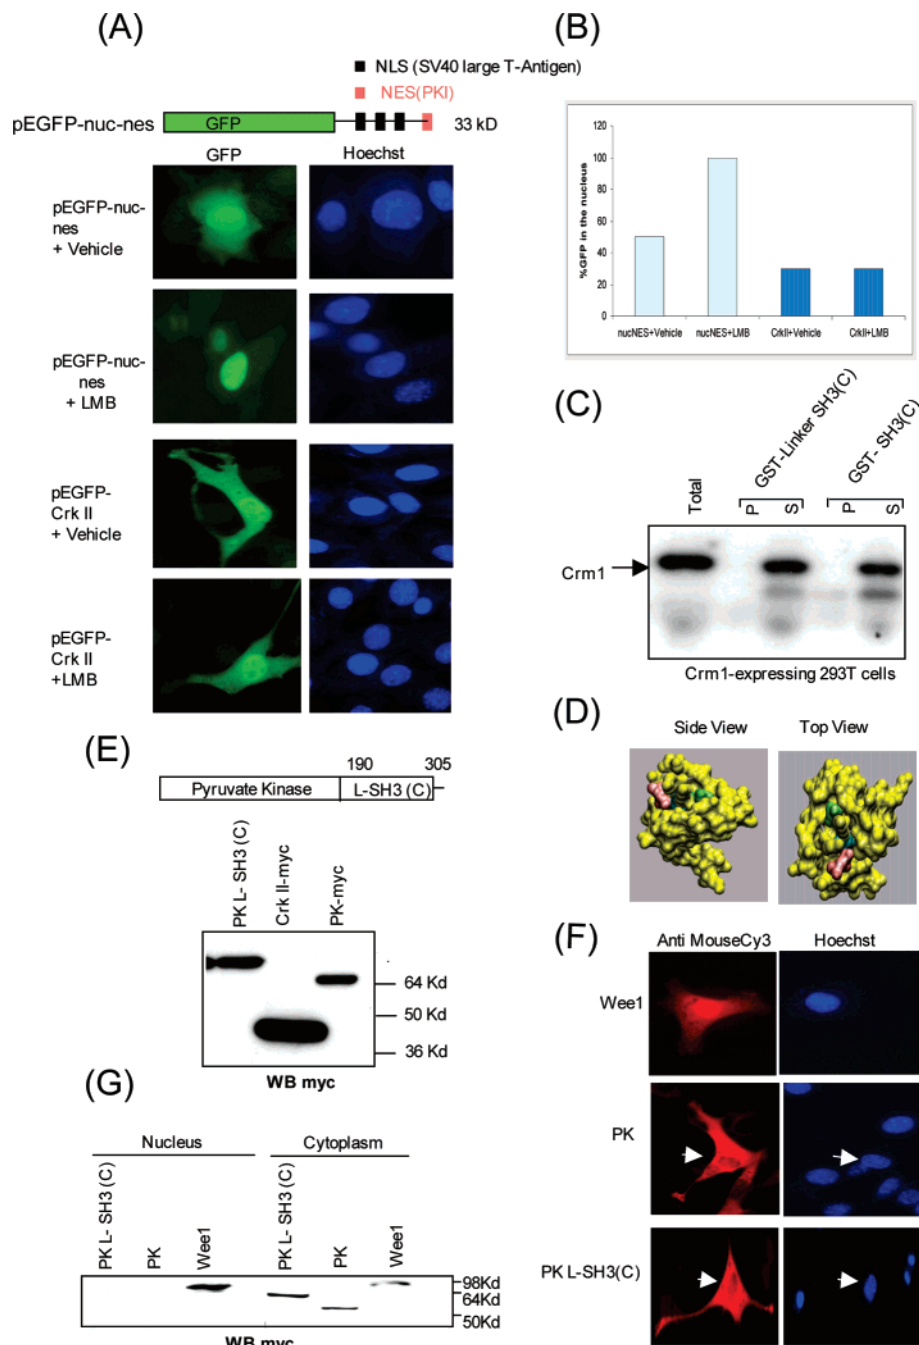 (A)
NLS (SV40 large T-Antigen)
NES(PKI)
pEGFP-nuc-nes
GFP
33 kD
GFP
Hoechst
pEGFP-nuc-
nes
+ Vehicle
pEGFP-nuc-
nes
+ LMB
pEGFP-
Crk II
+ Vehicle
pEGFP-
Crk II
+LMB
(B)
%GFP in the nucleus
120
100
80
60
40
20
0
nucNES+Vehicle
nucNES+LMB
CrkII+Vehicle
CrkII+LMB
(C)
Total
GST-Linker SH3(C)
GST- SH3(C)
P
S
P
S
Crm1
Crm1-expressing 293T cells
(D)
Side View
Top View
(E)
190
305
Pyruvate Kinase
L-SH3 (C)
PK L- SH3 (C)
Crk II-myc
PK-myc
64 Kd
50 Kd
36 Kd
WB myc
(F)
Anti MouseCy3
Hoechst
Wee1
PK
PK L-SH3(C)
(G)
Nucleus
Cytoplasm
PK L- SH3 (C)
PK
Wee1
PK L- SH3 (C)
PK
Wee1
98Kd
64Kd
50Kd
WB myc